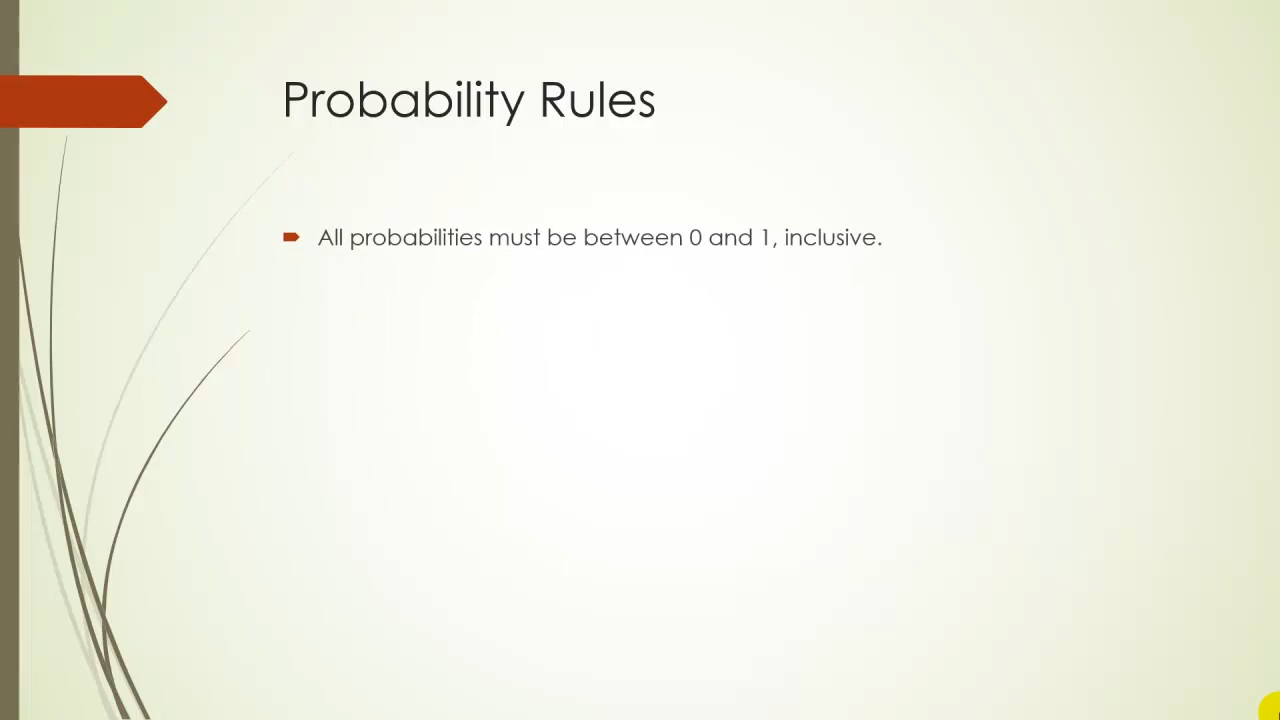 Probability Rules
All probabilities must be between 0 and 1, inclusive.